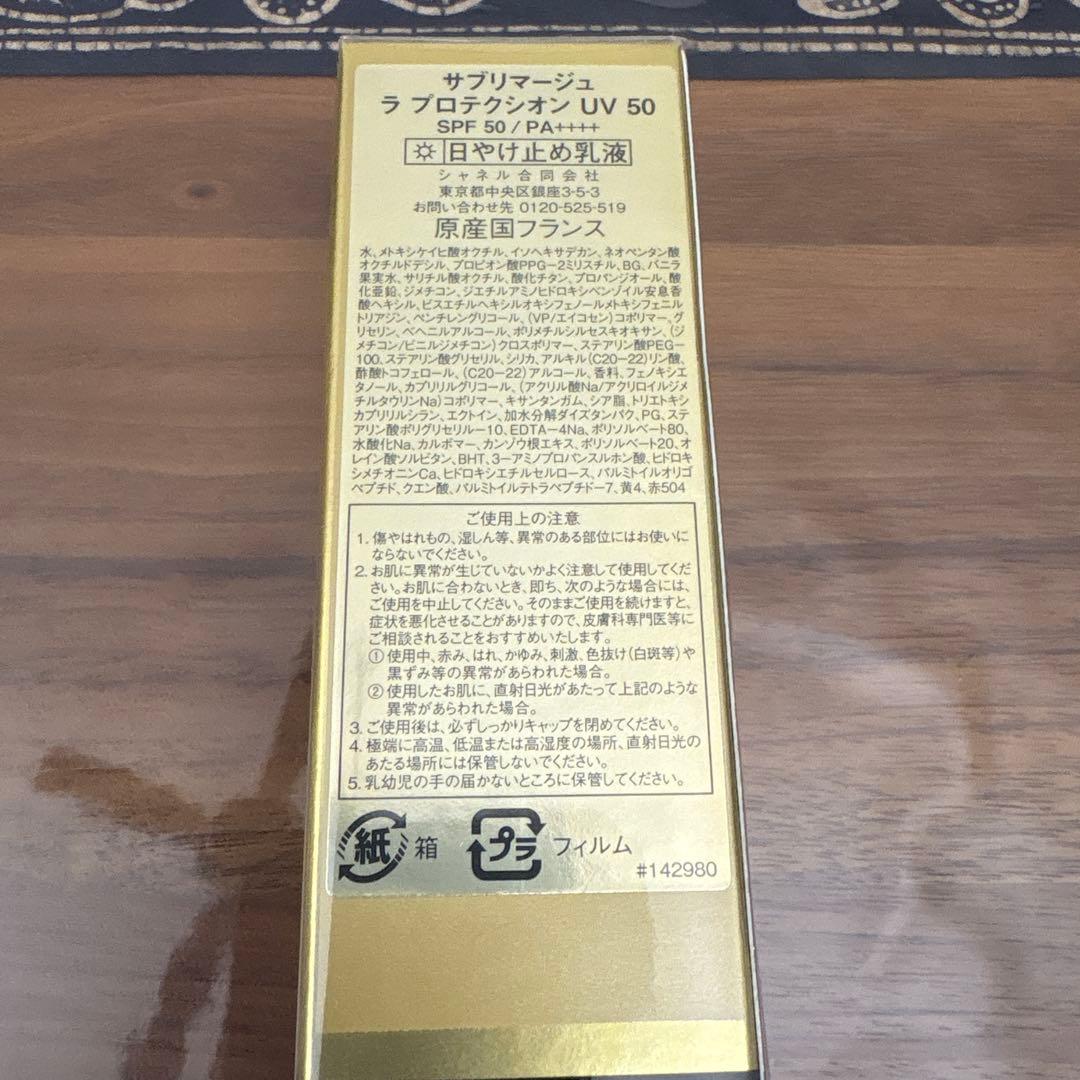 サブリマージュ
ラ プロテクシオン UV 50
SPF 50 / PA++++
日やけ止め乳液
シャネル合同会社
東京都中央区銀座3-5-3
お問い合わせ先 0120-525-519
原産国フランス
水、メトキシケイヒ酸オクチル、イソヘキサデカン、ネオペンタン酸
オクチルドデシル、プロピオン酸PPG-2ミリスチル、BG、バニラ
果実水、サリチル酸オクチル、酸化チタン、プロパンジオール、酸
化亜鉛、ジメチコン、ジエチルアミノヒドロキシベンゾイル安息香
酸ヘキシル、ビスエチルヘキシルオキシフェノールメトキシフェニル
トリアジン、ペンチレングリコール、(VP/エイコセン)コポリマー、グ
リセリン、ベヘニルアルコール、ポリメチルシルセスキオキサン、(ジ
メチコン/ビニルジメチコン)クロスポリマー、ステアリン酸PEG-
100、ステアリン酸グリセリル、シリカ、アルキル(C20-22)リン酸、
酢酸トコフェロール、(C20-22)アルコール、香料、フェノキシエ
タノール、カプリリルグリコール、(アクリル酸Na/アクリロイルジメ
チルタウリンNa)コポリマー、キサンタンガム、シア脂、トリエトキシ
カプリリルシラン、エクトイン、加水分解ダイズタンパク、PG、ステ
アリン酸ポリグリセリル-10、EDTA-4Na、ポリソルベート80、
水酸化Na、カルボマー、カンゾウ根エキス、ポリソルベート20、オ
レイン酸ソルビタン、BHT、3-アミノプロパンスルホン酸、ヒドロキ
シメチオニンCa、ヒドロキシエチルセルロース、パルミトイルオリゴ
ペプチド、クエン酸、パルミトイルテトラペプチド-7、黄4、赤504
ご使用上の注意
1. 傷やはれもの、湿しん等、異常のある部位にはお使いに
ならないでください。
2. お肌に異常が生じていないかよく注意して使用してくだ
さい。お肌に合わないとき、即ち、次のような場合には、
ご使用を中止してください。そのままご使用を続けますと、
症状を悪化させることがありますので、皮膚科専門医等に
ご相談されることをおすすめいたします。
① 使用中、赤み、はれ、かゆみ、刺激、色抜け(白斑等)や
黒ずみ等の異常があらわれた場合。
② 使用したお肌に、直射日光があたって上記のような
異常があらわれた場合。
3. ご使用後は、必ずしっかりキャップを閉めてください。
4. 極端に高温、低温または高湿度の場所、直射日光の
あたる場所には保管しないでください。
5. 乳幼児の手の届かないところに保管してください。
紙 箱 プラ フィルム
#142980